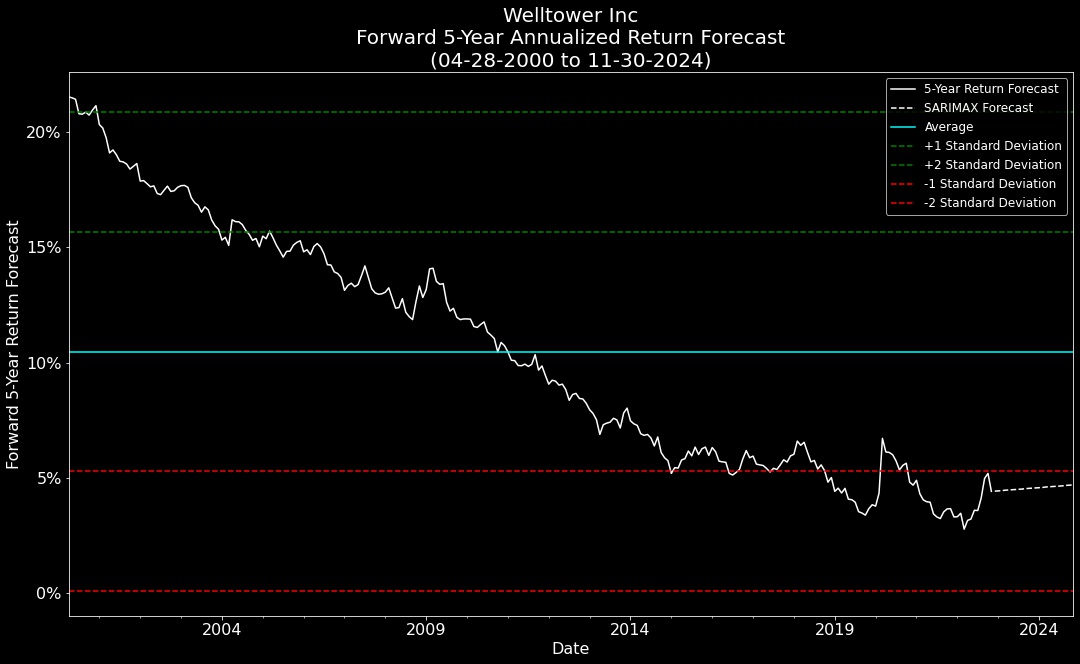 Welltower Inc
Forward 5-Year Annualized Return Forecast
(04-28-2000 to 11-30-2024)
5-Year Return Forecast
SARIMAX Forecast
Average
+1 Standard Deviation
+2 Standard Deviation
-1 Standard Deviation
-2 Standard Deviation
Forward 5-Year Return Forecast
20%
15%
10%
5%
0%
2004 2009 2014 2019 2024
Date